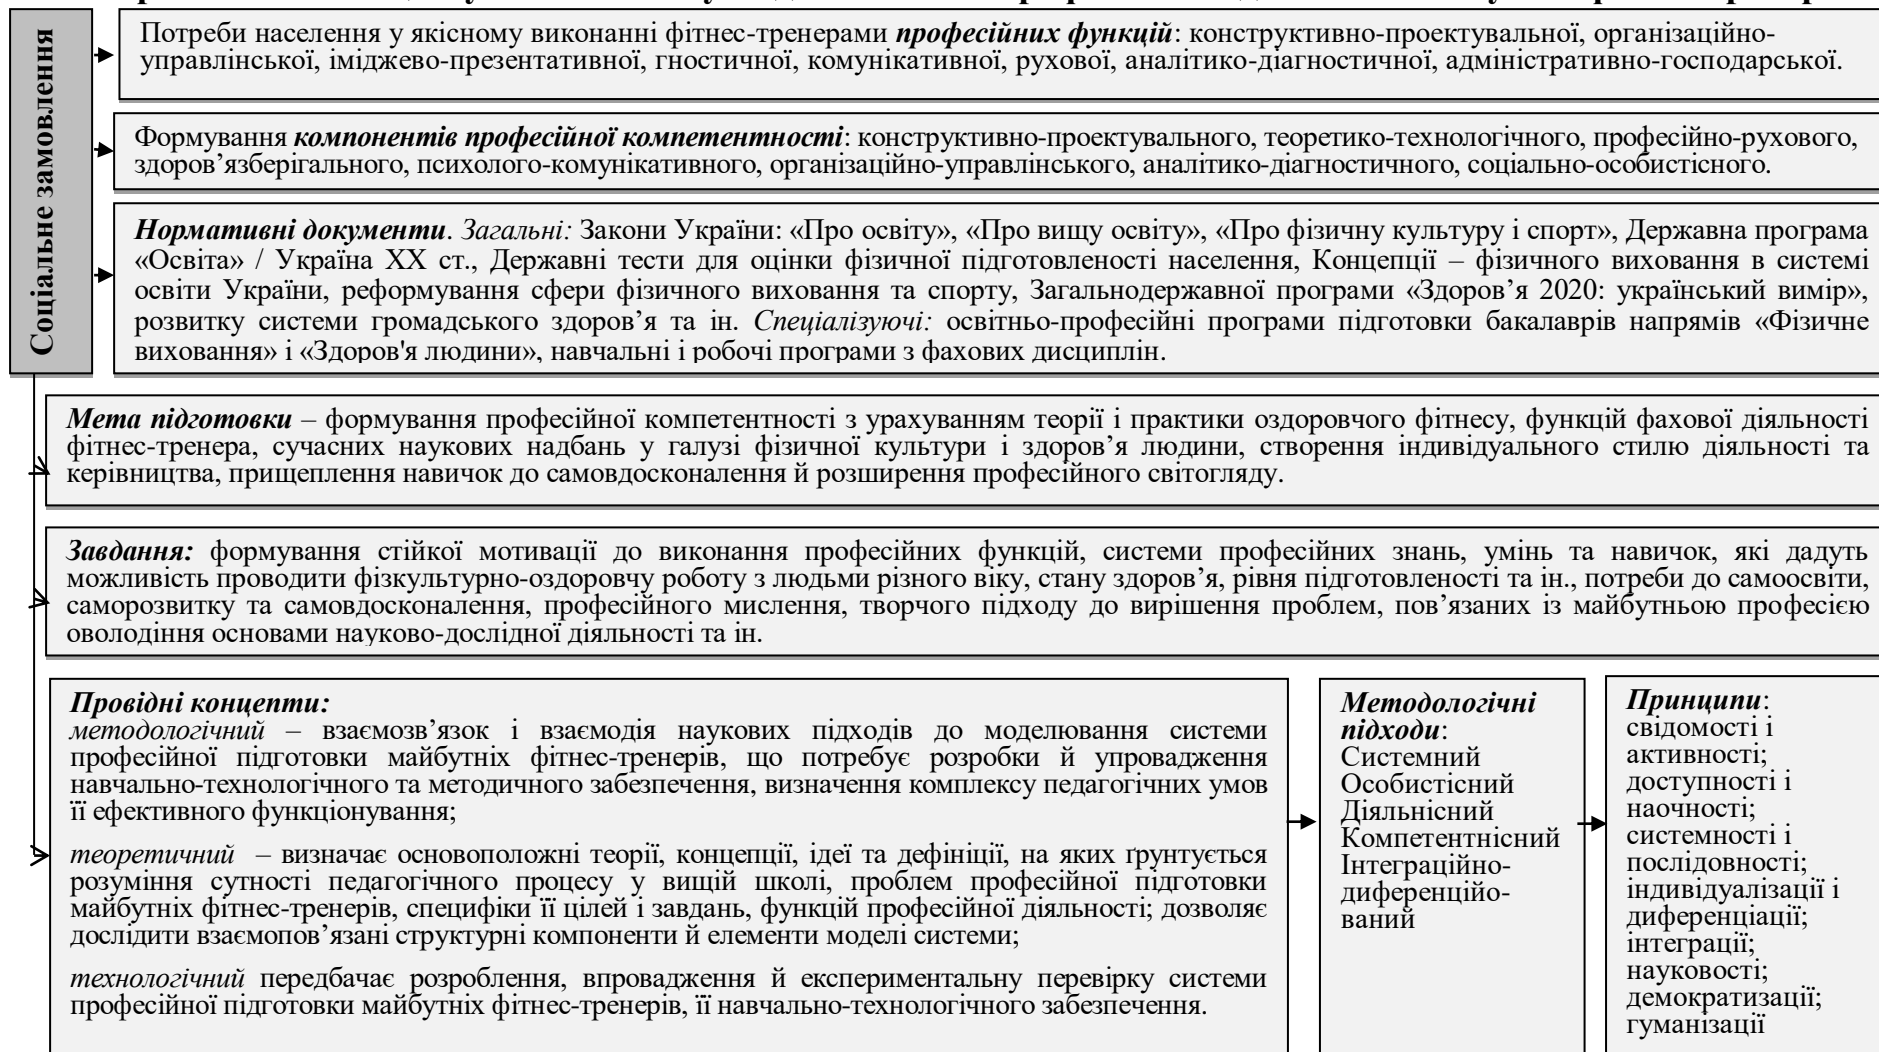 Соціальне замовлення
Потреби населення у якісному виконанні фітнес-тренерами професійних функцій: конструктивно-проектувальної, організаційно-
управлінської, іміджево-презентативної, гностичної, комунікативної, рухової, аналітико-діагностичної, адміністративно-господарської.
Формування компонентів професійної компетентності: конструктивно-проектувального, теоретико-технологічного, професійно-рухового,
здоров’язберігального, психолого-комунікативного, організаційно-управлінського, аналітико-діагностичного, соціально-особистісного.
Нормативні документи. Загальні: Закони України: «Про освіту», «Про вищу освіту», «Про фізичну культуру і спорт», Державна програма
«Освіта» / Україна ХХ ст., Державні тести для оцінки фізичної підготовленості населення, Концепції – фізичного виховання в системі
освіти України, реформування сфери фізичного виховання та спорту, Загальнодержавної програми «Здоров’я 2020: український вимір»,
розвитку системи громадського здоров’я та ін. Спеціалізуючі: освітньо-професійні програми підготовки бакалаврів напрямів «Фізичне
виховання» і «Здоров'я людини», навчальні і робочі програми з фахових дисциплін.
Мета підготовки – формування професійної компетентності з урахуванням теорії і практики оздоровчого фітнесу, функцій фахової діяльності
фітнес-тренера, сучасних наукових надбань у галузі фізичної культури і здоров’я людини, створення індивідуального стилю діяльності та
керівництва, прищеплення навичок до самовдосконалення й розширення професійного світогляду.
Завдання: формування стійкої мотивації до виконання професійних функцій, системи професійних знань, умінь та навичок, які дадуть
можливість проводити фізкультурно-оздоровчу роботу з людьми різного віку, стану здоров’я, рівня підготовленості та ін., потреби до самоосвіти,
саморозвитку та самовдосконалення, професійного мислення, творчого підходу до вирішення проблем, пов’язаних із майбутньою професією
оволодіння основами науково-дослідної діяльності та ін.
Провідні концепти:
методологічний – взаємозв’язок і взаємодія наукових підходів до моделювання системи
професійної підготовки майбутніх фітнес-тренерів, що потребує розробки й упровадження
навчально-технологічного та методичного забезпечення, визначення комплексу педагогічних умов
її ефективного функціонування;
теоретичний – визначає основоположні теорії, концепції, ідеї та дефініції, на яких ґрунтується
розуміння сутності педагогічного процесу у вищій школі, проблем професійної підготовки
майбутніх фітнес-тренерів, специфіки її цілей і завдань, функцій професійної діяльності; дозволяє
дослідити взаємопов’язані структурні компоненти й елементи моделі системи;
технологічний передбачає розроблення, впровадження й експериментальну перевірку системи
професійної підготовки майбутніх фітнес-тренерів, її навчально-технологічного забезпечення.
Методологічні
підходи:
Системний
Особистісний
Діяльнісний
Компетентнісний
Інтеграційно-
диференційо-
ваний
Принципи:
свідомості і
активності;
доступності і
наочності;
системності і
послідовності;
індивідуалізації і
диференціації;
інтеграції;
науковості;
демократизації;
гуманізації